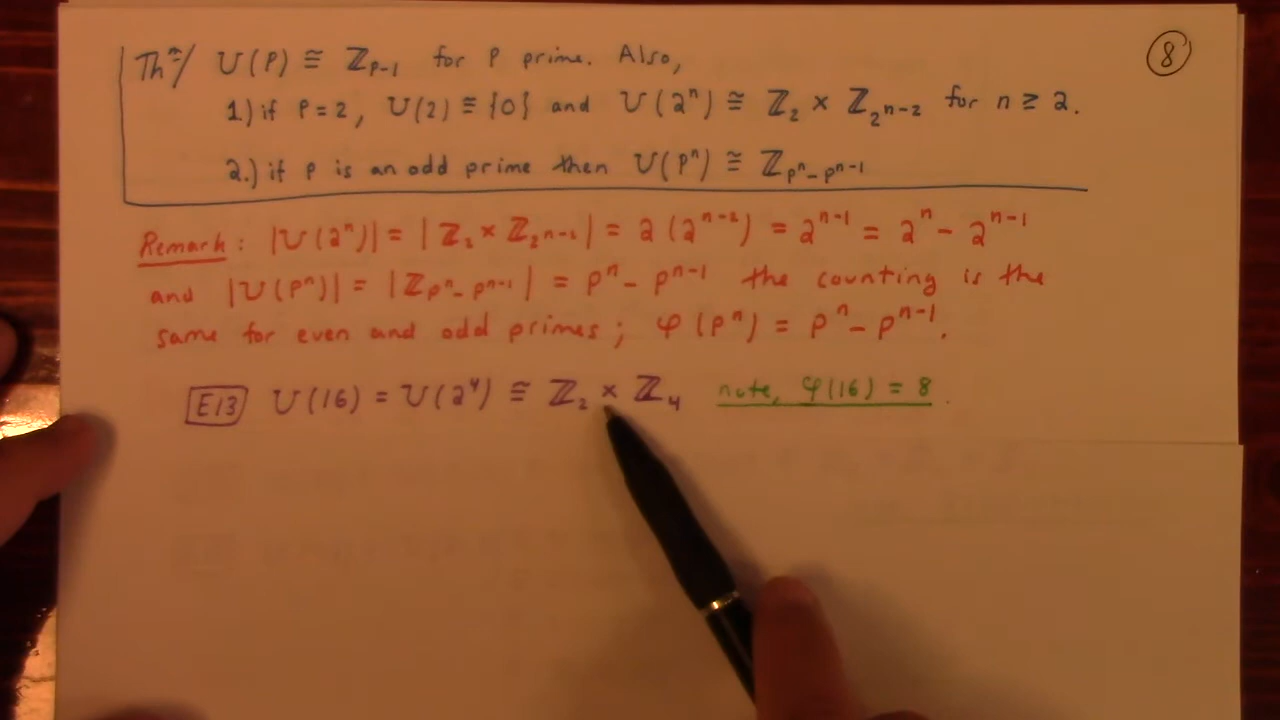 8
Thm/ U(p) ≅ ℤ_{p-1} for p prime. Also,
1) if p = 2, U(2) ≅ {0} and U(2^n) ≅ ℤ_2 × ℤ_{2^{n-2}} for n ≥ 2.
2.) if p is an odd prime then U(p^n) ≅ ℤ_{p^n - p^{n-1}}
Remark: |U(2^n)| = |ℤ_2 × ℤ_{2^{n-2}}| = 2(2^{n-2}) = 2^{n-1} = 2^n - 2^{n-1}
and |U(p^n)| = |ℤ_{p^n - p^{n-1}}| = p^n - p^{n-1} the counting is the
same for even and odd primes; φ(p^n) = p^n - p^{n-1}.
E13 U(16) = U(2^4) ≅ ℤ_2 × ℤ_4 note, φ(16) = 8.